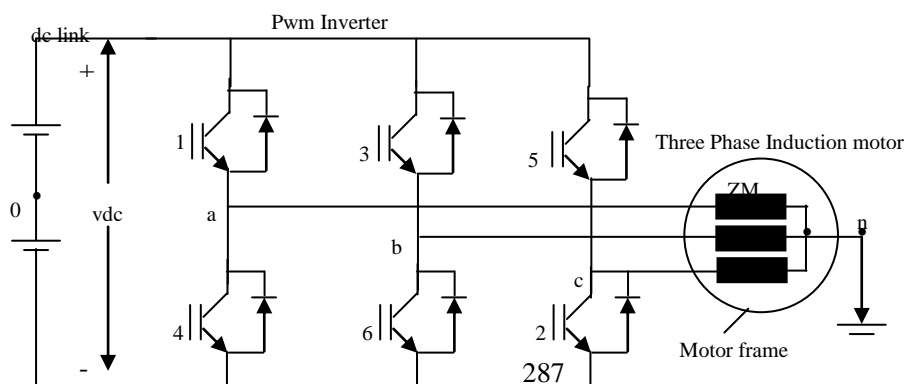 Pwm Inverter
dc link
+
1
3
5
Three Phase Induction motor
ZM
0
vdc
a
b
n
c
4
6
2
Motor frame
-
287